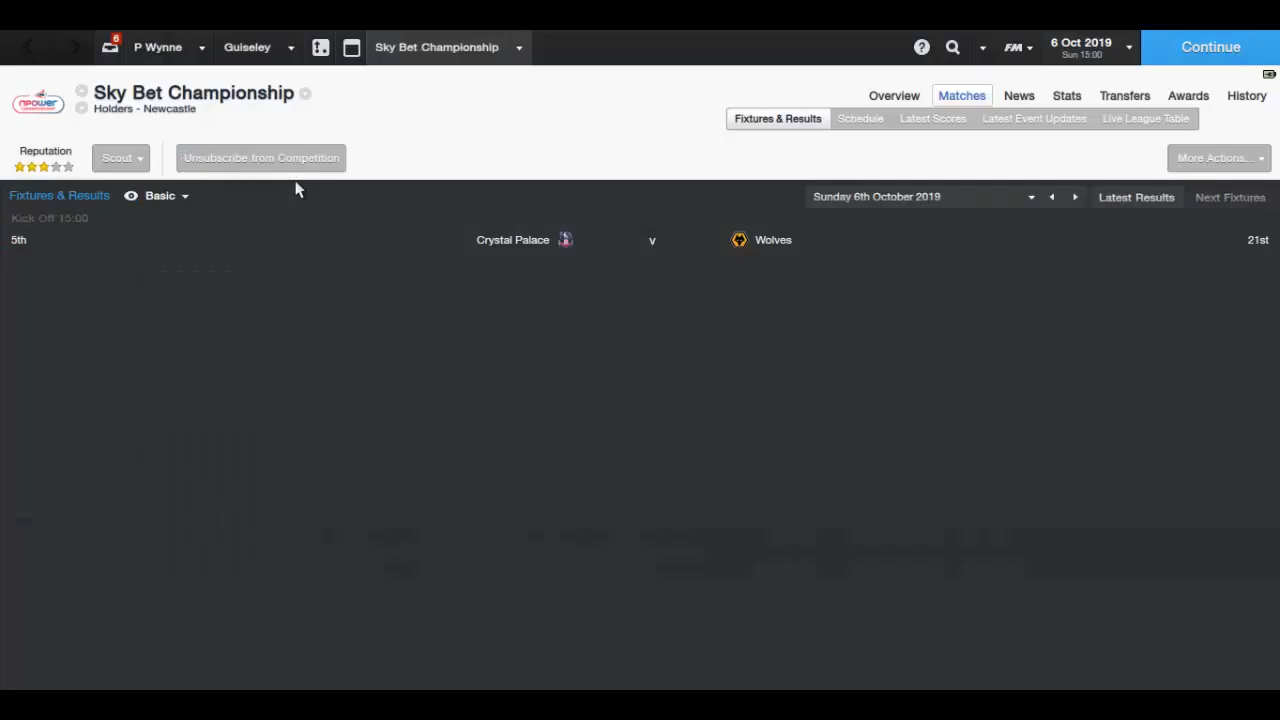 6
P Wynne
Guiseley
Sky Bet Championship
FM
6 Oct 2019
Sun 15:00
Continue
npower
Sky Bet Championship
Holders - Newcastle
Overview
Matches
News
Stats
Transfers
Awards
History
Fixtures & Results
Schedule
Latest Scores
Latest Event Updates
Live League Table
Reputation
Scout
Unsubscribe from Competition
More Actions...
Fixtures & Results
Basic
Sunday 6th October 2019
Latest Results
Next Fixtures
Kick Off 15:00
5th
Crystal Palace
v
Wolves
21st